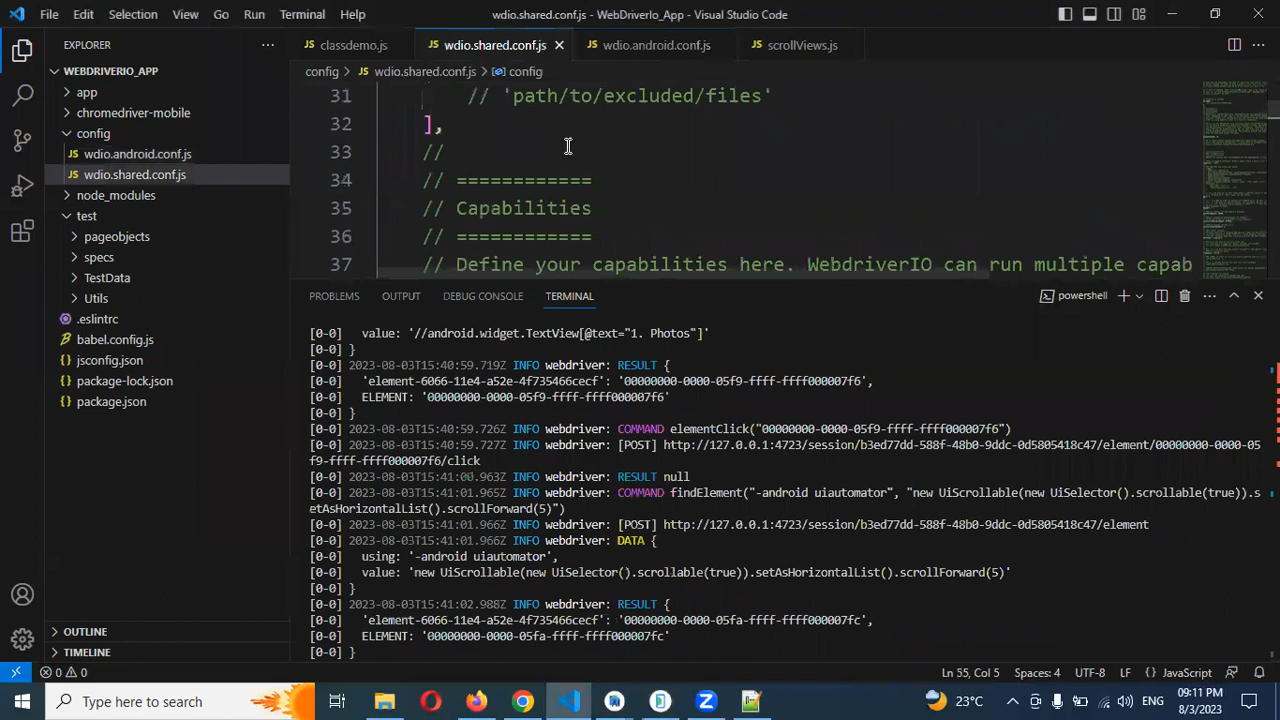 File Edit Selection View Go Run Terminal Help
wdio.shared.conf.js - WebDriverIo_App - Visual Studio Code
EXPLORER
WEBDRIVERIO_APP
app
chromedriver-mobile
config
wdio.android.conf.js
wdio.shared.conf.js
node_modules
test
pageobjects
specs
TestData
Utils
.eslintrc
babel.config.js
jsconfig.json
package-lock.json
package.json
OUTLINE
TIMELINE
classdemo.js wdio.shared.conf.js wdio.android.conf.js scrollViews.js
config > wdio.shared.conf.js > config
31 // 'path/to/excluded/files'
32 ],
33 //
34 // ============
35 // Capabilities
36 // ============
37 // Define your capabilities here. WebdriverIO can run multiple capab
PROBLEMS OUTPUT DEBUG CONSOLE TERMINAL powershell
[0-0]   value: '//android.widget.TextView[@text="1. Photos"]'
[0-0] }
[0-0] 2023-08-03T15:40:59.719Z INFO webdriver: RESULT {
[0-0]   'element-6066-11e4-a52e-4f735466cecf': '00000000-0000-05f9-ffff-ffff000007f6',
[0-0]   ELEMENT: '00000000-0000-05f9-ffff-ffff000007f6'
[0-0] }
[0-0] 2023-08-03T15:40:59.726Z INFO webdriver: COMMAND elementClick("00000000-0000-05f9-ffff-ffff000007f6")
[0-0] 2023-08-03T15:40:59.727Z INFO webdriver: [POST] http://127.0.0.1:4723/session/b3ed77dd-588f-48b0-9ddc-0d5805418c47/element/00000000-0000-05
f9-ffff-ffff000007f6/click
[0-0] 2023-08-03T15:41:00.963Z INFO webdriver: RESULT null
[0-0] 2023-08-03T15:41:01.965Z INFO webdriver: COMMAND findElement("-android uiautomator", "new UiScrollable(new UiSelector().scrollable(true)).s
etAsHorizontalList().scrollForward(5)")
[0-0] 2023-08-03T15:41:01.966Z INFO webdriver: [POST] http://127.0.0.1:4723/session/b3ed77dd-588f-48b0-9ddc-0d5805418c47/element
[0-0] 2023-08-03T15:41:01.966Z INFO webdriver: DATA {
[0-0]   using: '-android uiautomator',
[0-0]   value: 'new UiScrollable(new UiSelector().scrollable(true)).setAsHorizontalList().scrollForward(5)'
[0-0] }
[0-0] 2023-08-03T15:41:02.988Z INFO webdriver: RESULT {
[0-0]   'element-6066-11e4-a52e-4f735466cecf': '00000000-0000-05fa-ffff-ffff000007fc',
[0-0]   ELEMENT: '00000000-0000-05fa-ffff-ffff000007fc'
[0-0] }
0 0 Ln 55, Col 5 Spaces: 4 UTF-8 LF JavaScript
Type here to search 23°C ENG 09:11 PM
8/3/2023